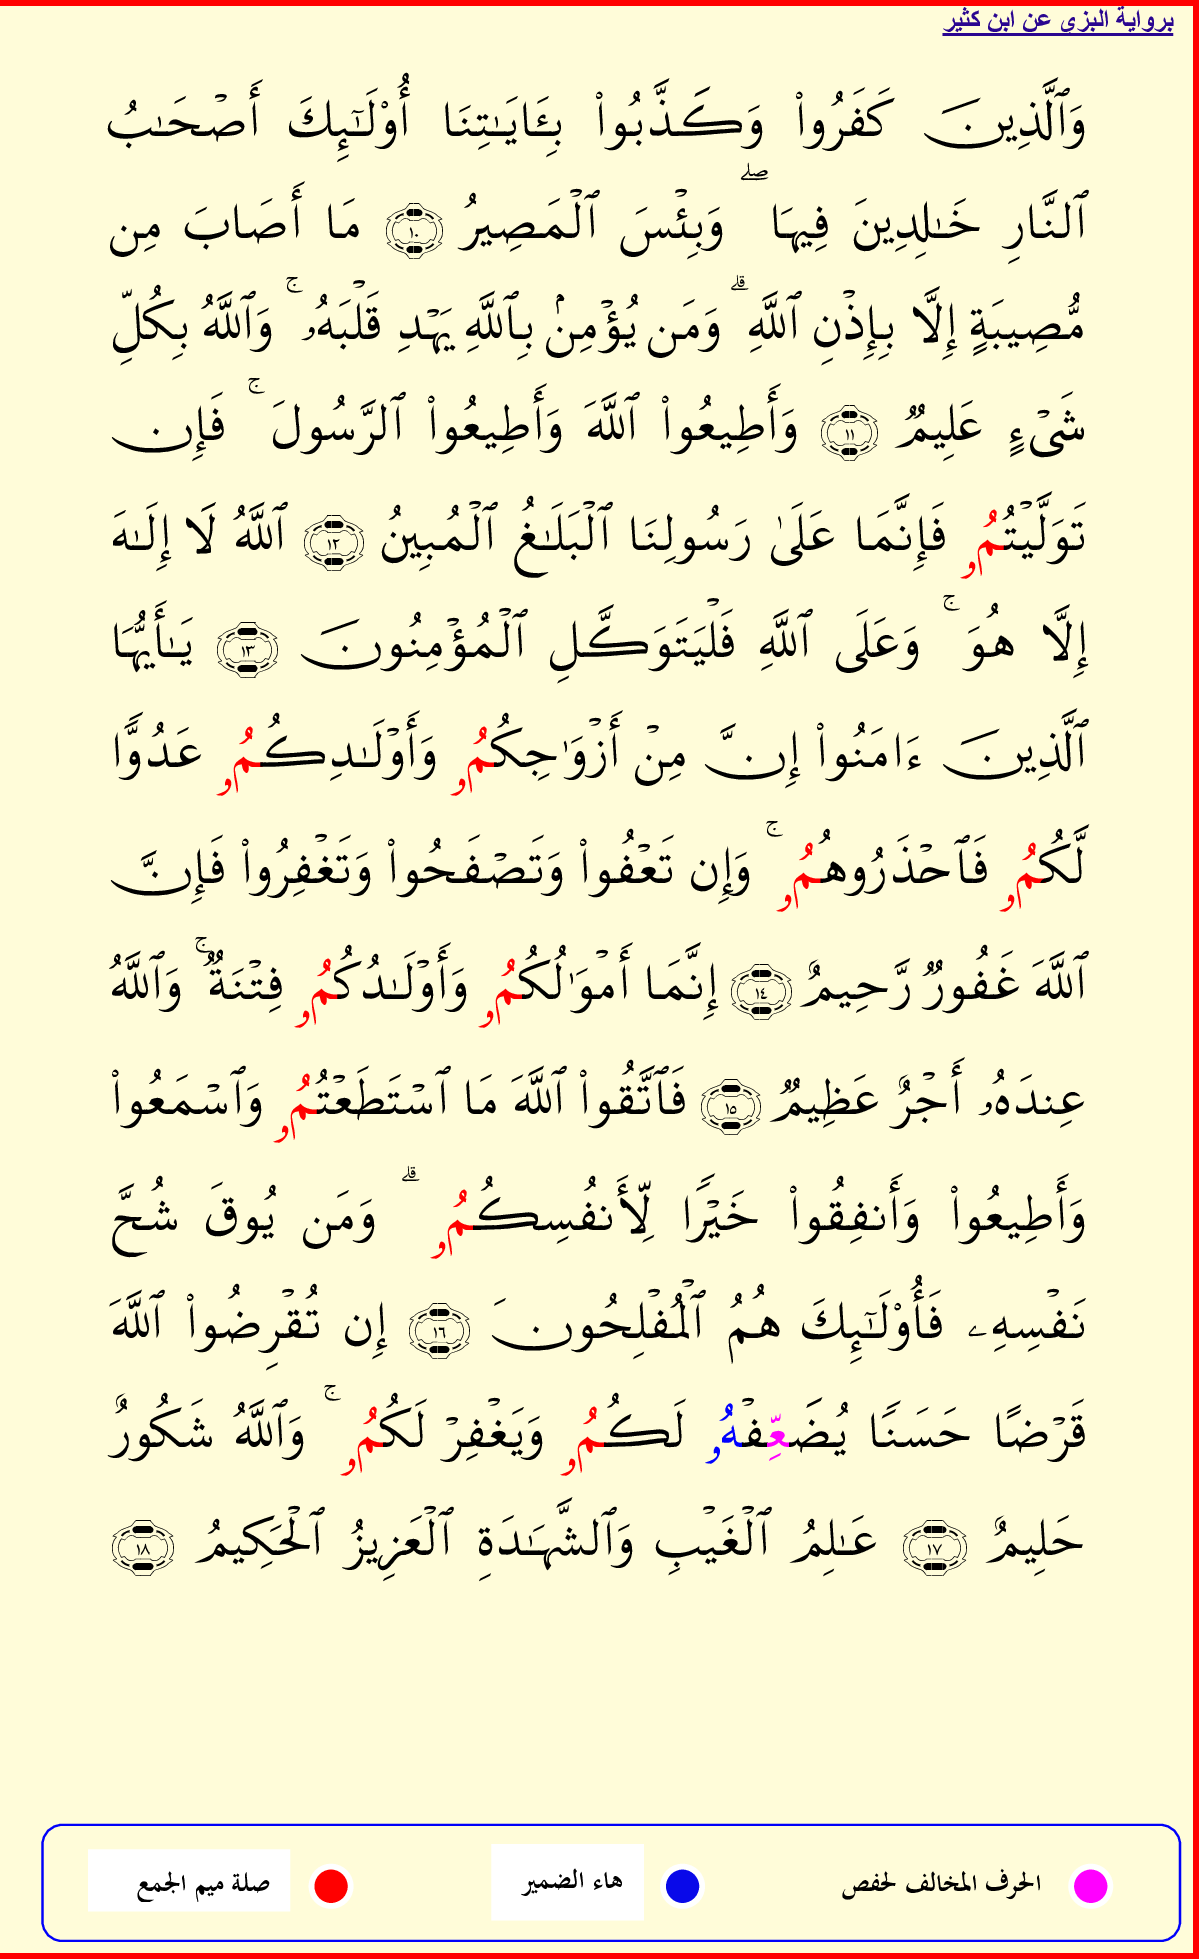 برواية البزي عن ابن كثير
وَٱلَّذِينَ كَفَرُوا۟ وَكَذَّبُوا۟ بِـَٔايَـٰتِنَا أُو۟لَـٰٓئِكَ أَصْحَـٰبُ
ٱلنَّارِ خَـٰلِدِينَ فِيهَا ۖ وَبِئْسَ ٱلْمَصِيرُ ١٠ مَا أَصَابَ مِن
مُّصِيبَةٍ إِلَّا بِإِذْنِ ٱللَّهِ ۗ وَمَن يُؤْمِنۢ بِٱللَّهِ يَهْدِ قَلْبَهُۥ ۚ وَٱللَّهُ بِكُلِّ
شَىْءٍ عَلِيمٌ ١١ وَأَطِيعُوا۟ ٱللَّهَ وَأَطِيعُوا۟ ٱلرَّسُولَ ۚ فَإِن
تَوَلَّيْتُمُۥ فَإِنَّمَا عَلَىٰ رَسُولِنَا ٱلْبَلَـٰغُ ٱلْمُبِينُ ١٢ ٱللَّهُ لَا إِلَـٰهَ
إِلَّا هُوَ ۚ وَعَلَى ٱللَّهِ فَلْيَتَوَكَّلِ ٱلْمُؤْمِنُونَ ١٣ يَـٰأَيُّهَا
ٱلَّذِينَ ءَامَنُوا۟ إِنَّ مِنْ أَزْوَٰجِكُمُۥ وَأَوْلَـٰدِكُمُۥ عَدُوًّا
لَّكُمُۥ فَٱحْذَرُوهُمُۥ ۚ وَإِن تَعْفُوا۟ وَتَصْفَحُوا۟ وَتَغْفِرُوا۟ فَإِنَّ
ٱللَّهَ غَفُورٌ رَّحِيمٌ ١٤ إِنَّمَا أَمْوَٰلُكُمُۥ وَأَوْلَـٰدُكُمُۥ فِتْنَةٌ ۚ وَٱللَّهُ
عِندَهُۥ أَجْرٌ عَظِيمٌ ١٥ فَٱتَّقُوا۟ ٱللَّهَ مَا ٱسْتَطَعْتُمُۥ وَٱسْمَعُوا۟
وَأَطِيعُوا۟ وَأَنفِقُوا۟ خَيْرًا لِّأَنفُسِكُمُۥ ۗ وَمَن يُوقَ شُحَّ
نَفْسِهِۦ فَأُو۟لَـٰٓئِكَ هُمُ ٱلْمُفْلِحُونَ ١٦ إِن تُقْرِضُوا۟ ٱللَّهَ
قَرْضًا حَسَنًا يُضَعِّفْهُۥ لَكُمُۥ وَيَغْفِرْ لَكُمُۥ ۚ وَٱللَّهُ شَكُورٌ
حَلِيمٌ ١٧ عَـٰلِمُ ٱلْغَيْبِ وَٱلشَّهَـٰدَةِ ٱلْعَزِيزُ ٱلْحَكِيمُ ١٨
الحرف المخالف لحفص هاء الضمير صلة ميم الجمع